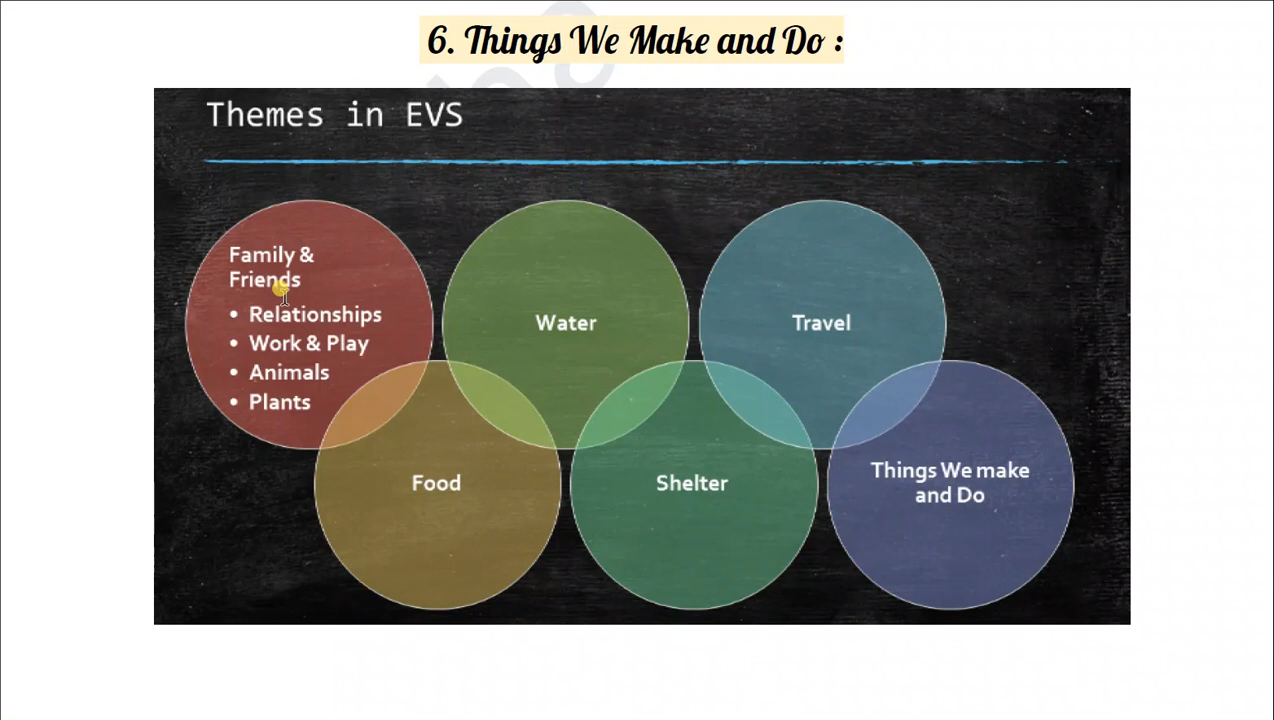 6. Things We Make and Do :
Themes in EVS
Family &
Friends
• Relationships
• Work & Play
• Animals
• Plants
Water
Travel
Food
Shelter
Things We make
and Do